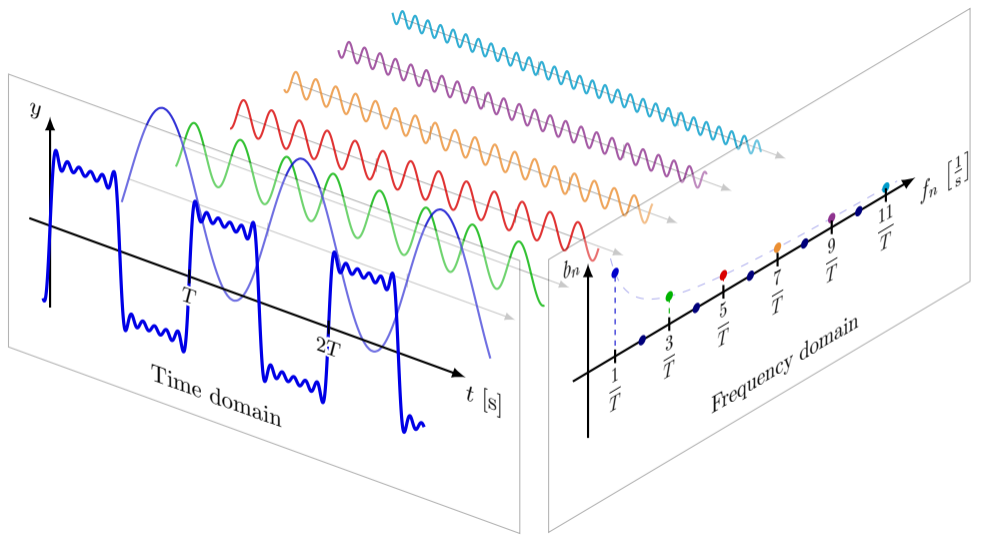 y
T
2T
t [s]
Time domain
bₙ
fₙ [1/s]
1/T
3/T
5/T
7/T
9/T
11/T
Frequency domain